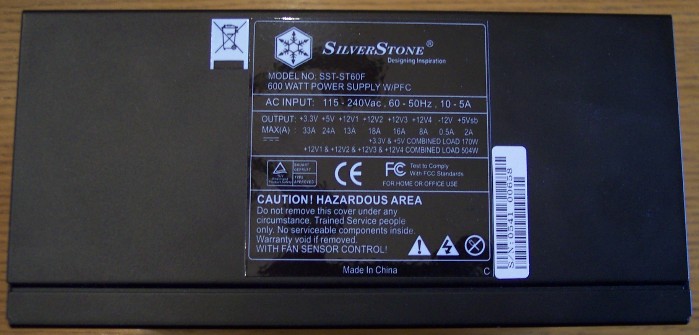 SILVERSTONE®
Designing Inspiration
MODEL NO: SST-ST60F
600 WATT POWER SUPPLY W/PFC
AC INPUT: 115 - 240Vac , 60 - 50Hz , 10 - 5A
OUTPUT: +3.3V +5V +12V1 +12V2 +12V3 +12V4 -12V +5Vsb
MAX(A) : 33A 24A 13A 18A 16A 8A 0.5A 2A
+3.3V & +5V COMBINED LOAD 170W
+12V1 & +12V2 & +12V3 & +12V4 COMBINED LOAD 504W
CE
FC Test to Comply
With FCC Standards
FOR HOME OR OFFICE USE
CAUTION! HAZARDOUS AREA
Do not remove this cover under any
circumstance. Trained Service people
only. No serviceable components inside.
Warranty void if removed.
WITH FAN SENSOR CONTROL!
Made In China
C
S/N:0541 00658